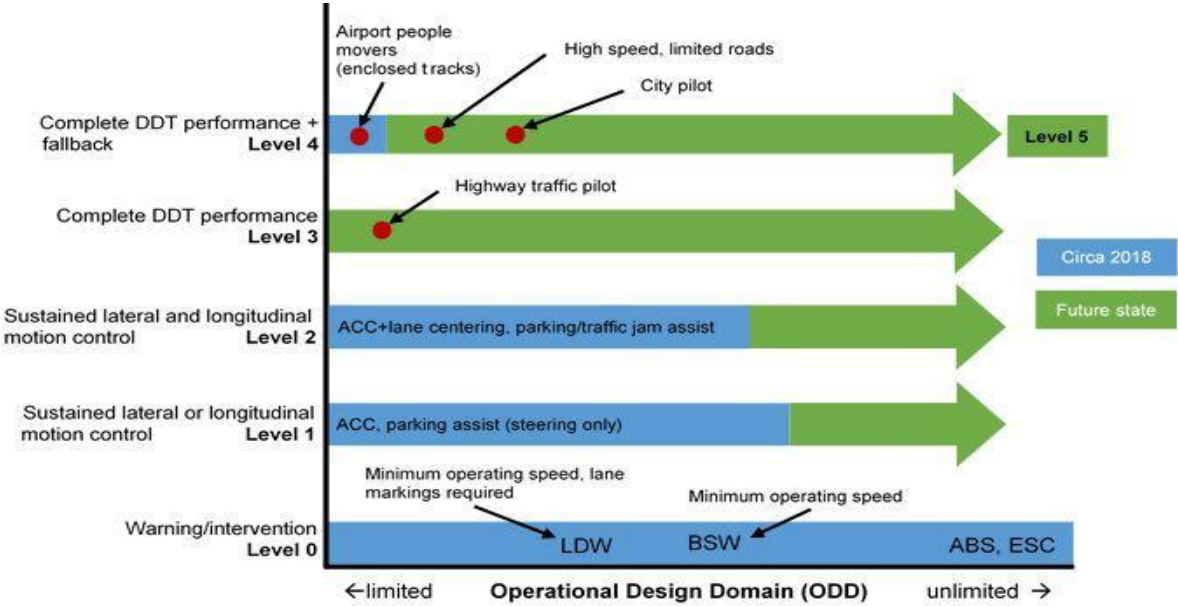 Airport people
movers
(enclosed tracks)
High speed, limited roads
City pilot
Complete DDT performance +
fallback Level 4
Level 5
Highway traffic pilot
Complete DDT performance
Level 3
Circa 2018
Future state
Sustained lateral and longitudinal
motion control Level 2
ACC+lane centering, parking/traffic jam assist
Sustained lateral or longitudinal
motion control Level 1
ACC, parking assist (steering only)
Minimum operating speed, lane
markings required
Minimum operating speed
Warning/intervention
Level 0
LDW BSW ABS, ESC
←limited Operational Design Domain (ODD) unlimited →